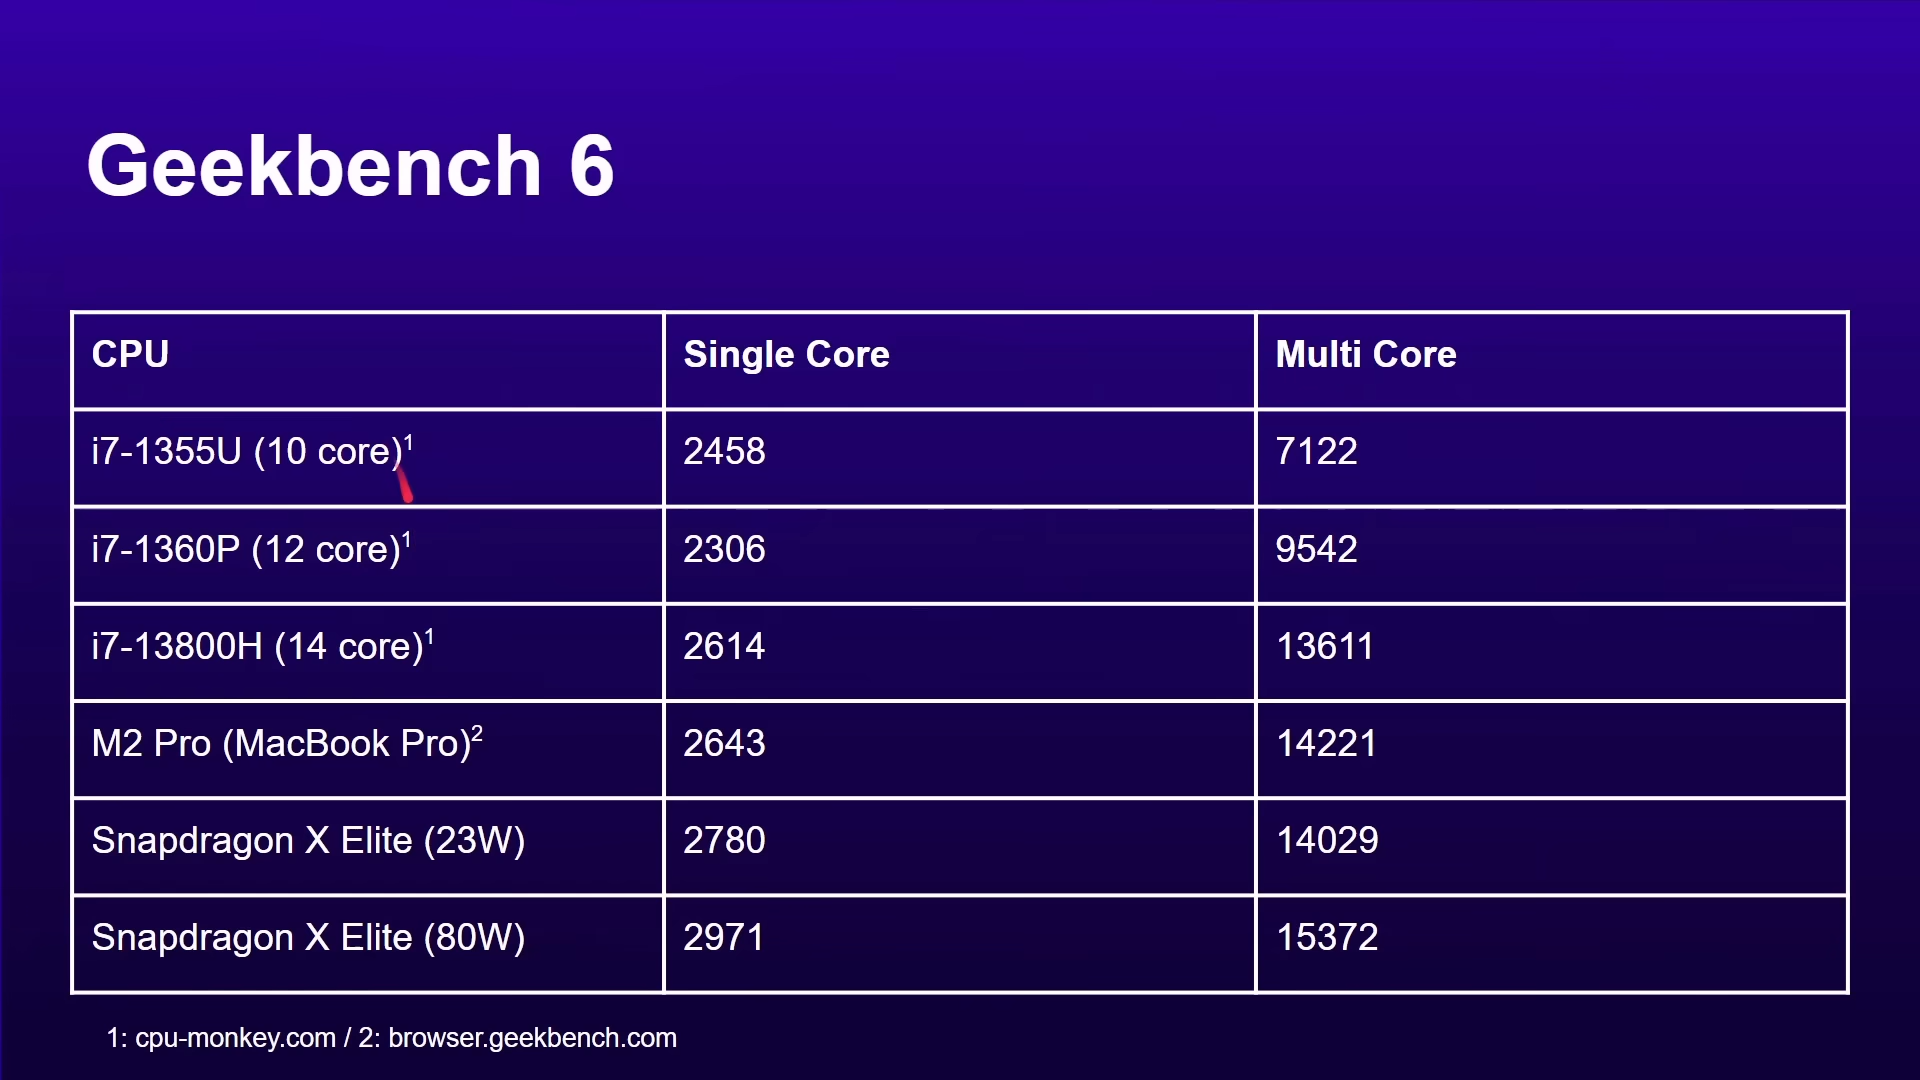 Geekbench 6
CPU Single Core Multi Core
i7-1355U (10 core)¹ 2458 7122
i7-1360P (12 core)¹ 2306 9542
i7-13800H (14 core)¹ 2614 13611
M2 Pro (MacBook Pro)² 2643 14221
Snapdragon X Elite (23W) 2780 14029
Snapdragon X Elite (80W) 2971 15372
1: cpu-monkey.com / 2: browser.geekbench.com